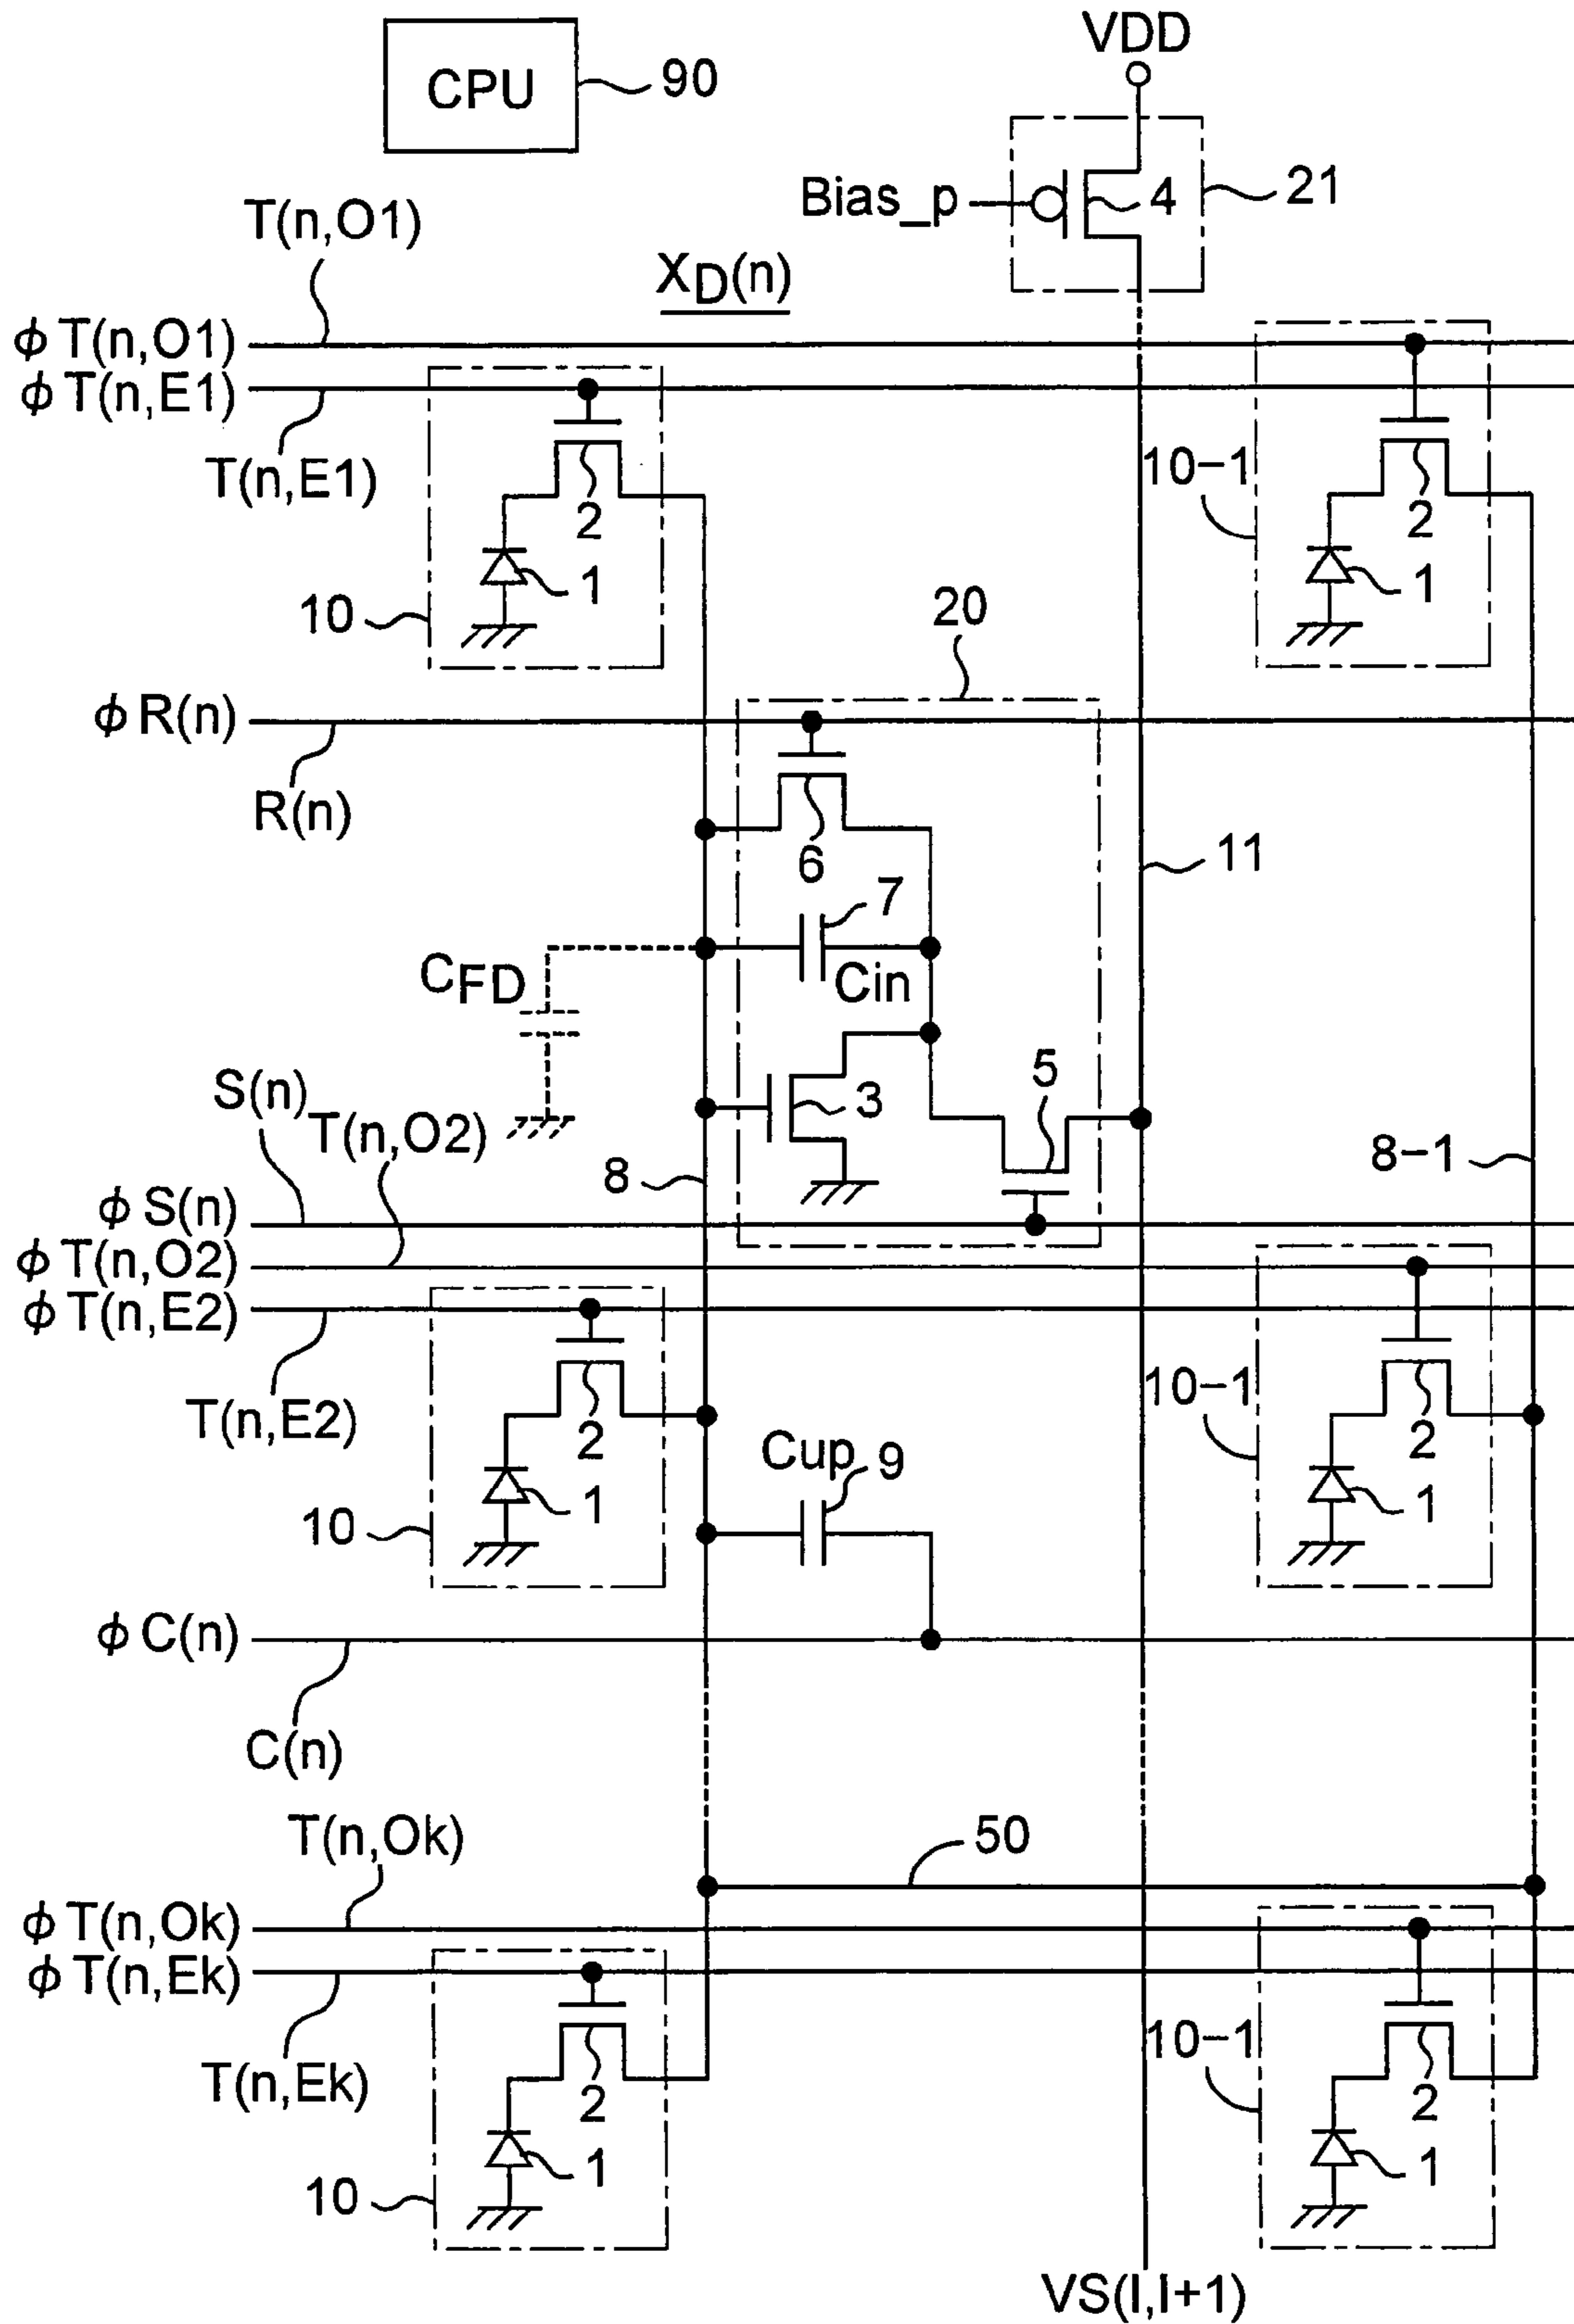 VDD
CPU
90
Bias_p
4
21
T(n,O1)
XD(n)
ϕT(n,O1)
ϕT(n,E1)
T(n,E1)
2
1
10
10-1
2
1
20
ϕR(n)
R(n)
6
11
7
Cin
CFD
3
5
S(n)
T(n,O2)
8
8-1
ϕS(n)
ϕT(n,O2)
ϕT(n,E2)
T(n,E2)
2
1
10
10-1
2
1
Cup
9
ϕC(n)
C(n)
T(n,Ok)
50
ϕT(n,Ok)
ϕT(n,Ek)
T(n,Ek)
2
1
10
10-1
2
1
VS(l,l+1)